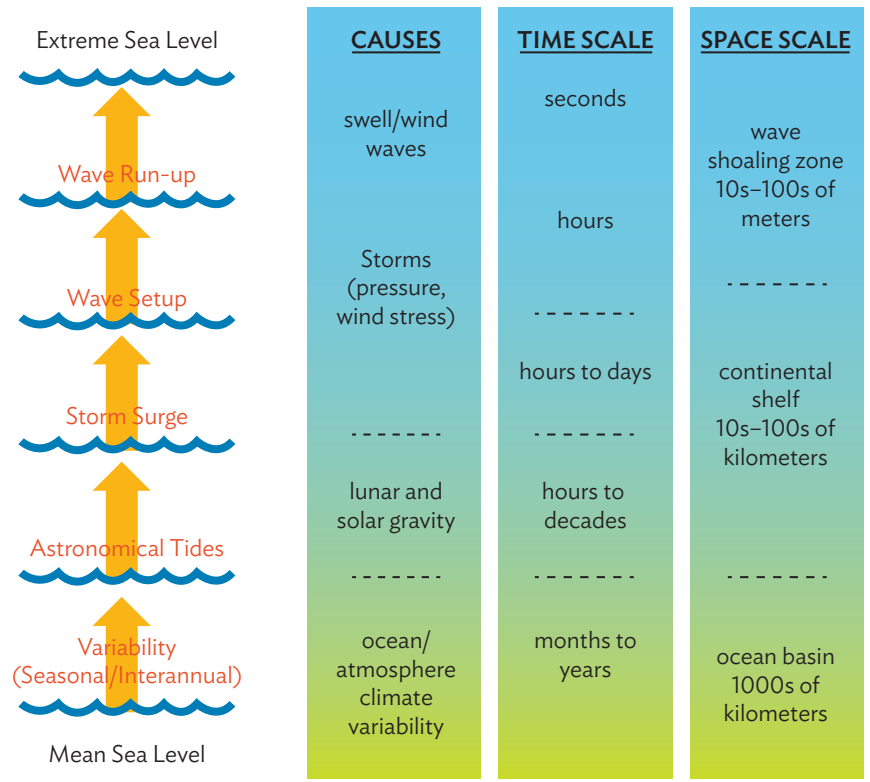 Extreme Sea Level
Wave Run-up
Wave Setup
Storm Surge
Astronomical Tides
Variability
(Seasonal/Interannual)
Mean Sea Level
CAUSES
swell/wind
waves
Storms
(pressure,
wind stress)
lunar and
solar gravity
ocean/
atmosphere
climate
variability
TIME SCALE
seconds
hours
hours to days
hours to
decades
months to
years
SPACE SCALE
wave
shoaling zone
10s–100s of
meters
continental
shelf
10s–100s of
kilometers
ocean basin
1000s of
kilometers